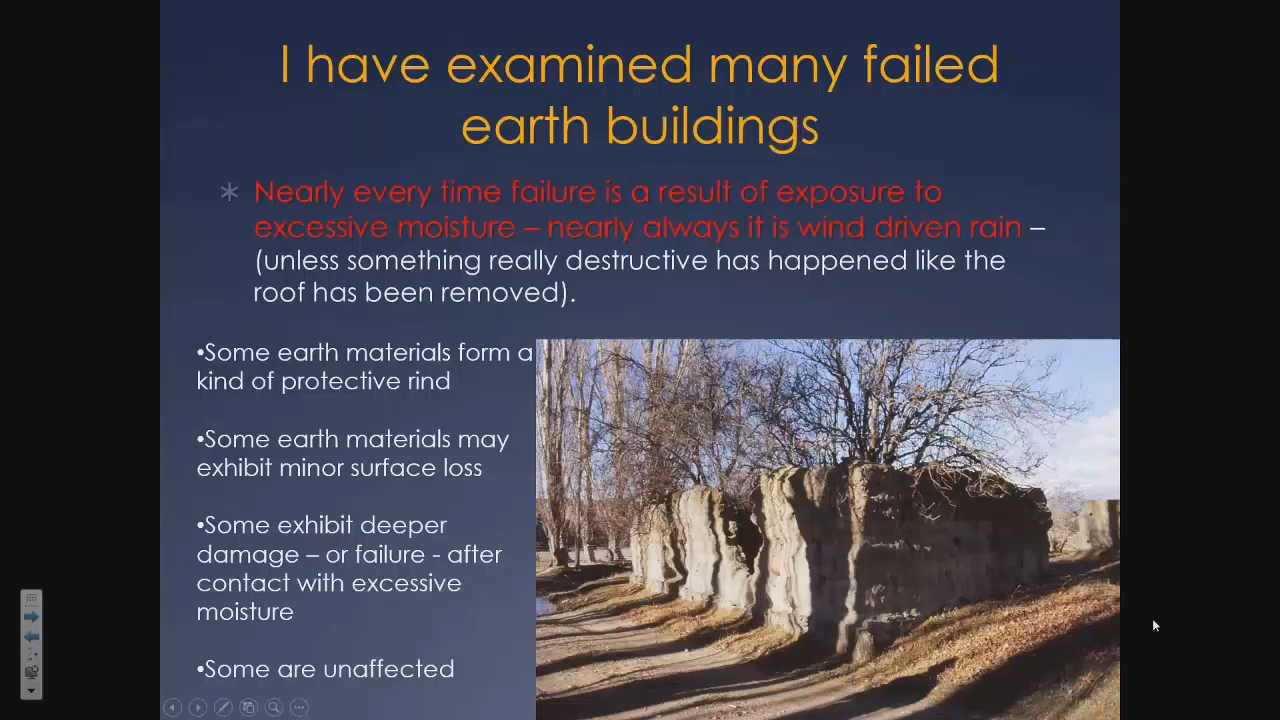 I have examined many failed
earth buildings
* Nearly every time failure is a result of exposure to
excessive moisture – nearly always it is wind driven rain –
(unless something really destructive has happened like the
roof has been removed).
•Some earth materials form a
kind of protective rind
•Some earth materials may
exhibit minor surface loss
•Some exhibit deeper
damage – or failure - after
contact with excessive
moisture
•Some are unaffected